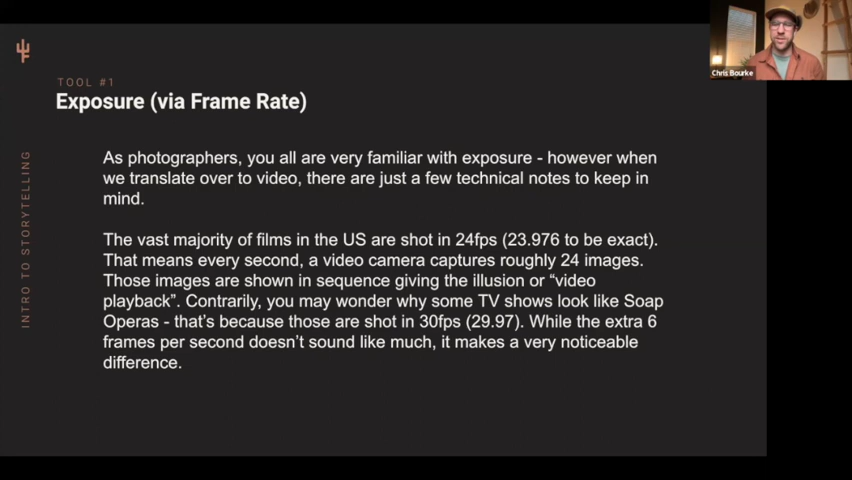 TOOL #1
Exposure (via Frame Rate)
As photographers, you all are very familiar with exposure - however when
we translate over to video, there are just a few technical notes to keep in
mind.
The vast majority of films in the US are shot in 24fps (23.976 to be exact).
That means every second, a video camera captures roughly 24 images.
Those images are shown in sequence giving the illusion or “video
playback”. Contrarily, you may wonder why some TV shows look like Soap
Operas - that’s because those are shot in 30fps (29.97). While the extra 6
frames per second doesn’t sound like much, it makes a very noticeable
difference.
INTRO TO STORYTELLING
Chris Bourke